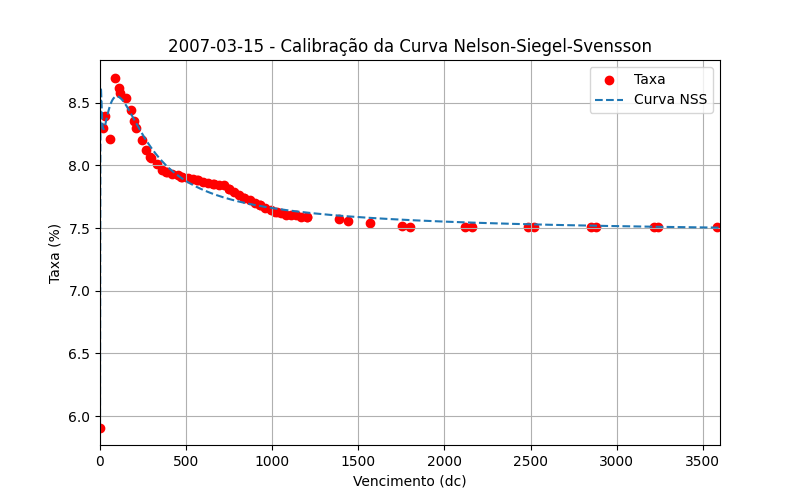 2007-03-15 - Calibração da Curva Nelson-Siegel-Svensson
Taxa
Curva NSS
Taxa (%)
8.5
8.0
7.5
7.0
6.5
6.0
0 500 1000 1500 2000 2500 3000 3500
Vencimento (dc)